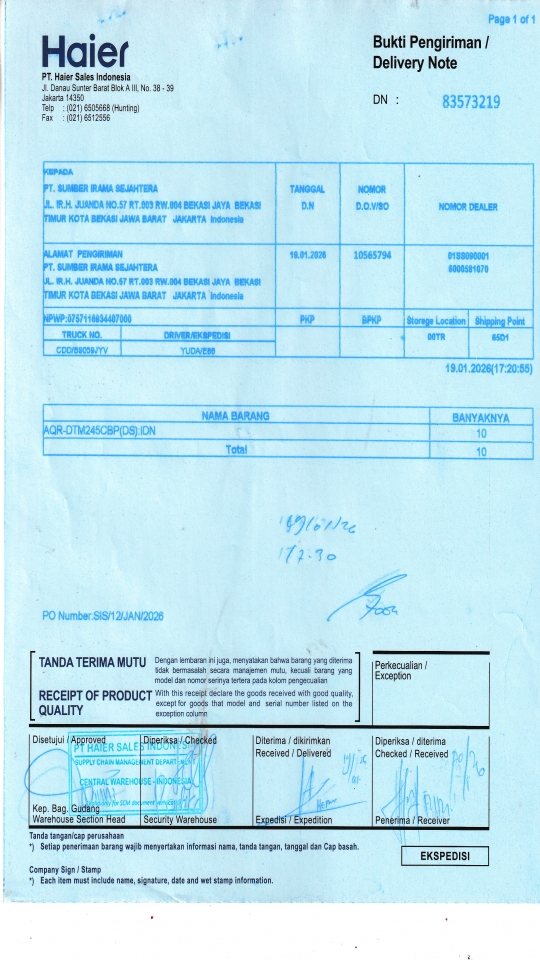 Page 1 of 1
Haier
Bukti Pengiriman /
Delivery Note
PT. Haier Sales Indonesia
Jl. Danau Sunter Barat Blok A III, No. 38 - 39
Jakarta 14350
Telp : (021) 6505668 (Hunting)
Fax : (021) 6512556
DN : 83573219
KEPADA
PT. SUMBER IRAMA SEJAHTERA
JL. IR.H. JUANDA NO.57 RT.003 RW.004 BEKASI JAYA BEKASI
TIMUR KOTA BEKASI JAWA BARAT JAKARTA Indonesia
TANGGAL
D.N
NOMOR
D.O.V/SO
NOMOR DEALER
ALAMAT PENGIRIMAN
PT. SUMBER IRAMA SEJAHTERA
JL. IR.H. JUANDA NO.57 RT.003 RW.004 BEKASI JAYA BEKASI
TIMUR KOTA BEKASI JAWA BARAT JAKARTA Indonesia
19.01.2026
10565794
6000581070
PKP
BPKP
Storage Location
Shipping Point
TRUCK NO.
DRIVER/EKSPEDISI
65D1
19.01.2026(17:20:55)
NAMA BARANG
BANYAKNYA
AQR-DTM245CBP(DS):IDN
10
Total
10
17.30
PO Number:SIS/12/JAN/2026
TANDA TERIMA MUTU
Dengan lembaran ini juga, menyatakan bahwa barang yang diterima
tidak bermasalah secara manajemen mutu, kecuali barang yang
model dan nomor serinya tertera pada kolom pengecualian
RECEIPT OF PRODUCT
QUALITY
With this receipt declare the goods received with good quality,
except for goods that model and serial number listed on the
exception column
Perkecualian /
Exception
Disetujui / Approved
Diperiksa / Checked
Diterima / dikirimkan
Received / Delivered
Diperiksa / diterima
Checked / Received
PT HAIER SALES INDONESIA
SUPPLY CHAIN MANAGEMENT DEPARTMENT
CENTRAL WAREHOUSE - INDONESIA
Kep. Bag. Gudang
Warehouse Section Head
Security Warehouse
Expedisi / Expedition
Penerima / Receiver
Tanda tangan/cap perusahaan
*) Setiap penerimaan barang wajib menyertakan informasi nama, tanda tangan, tanggal dan Cap basah.
EKSPEDISI
Company Sign / Stamp
*) Each item must include name, signature, date and wet stamp information.